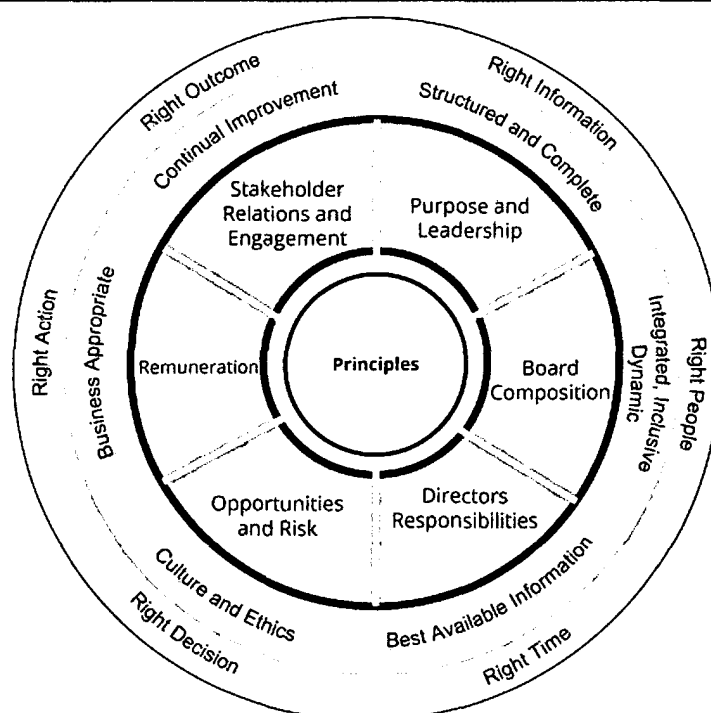 Right Outcome
Right Information
Continual Improvement
Structured and Complete
Stakeholder
Relations and
Engagement
Purpose and
Leadership
Right Action
Business Appropriate
Remuneration
Principles
Board
Composition
Integrated, Inclusive
Dynamic
Right People
Opportunities
and Risk
Directors
Responsibilities
Culture and Ethics
Best Available Information
Right Decision
Right Time